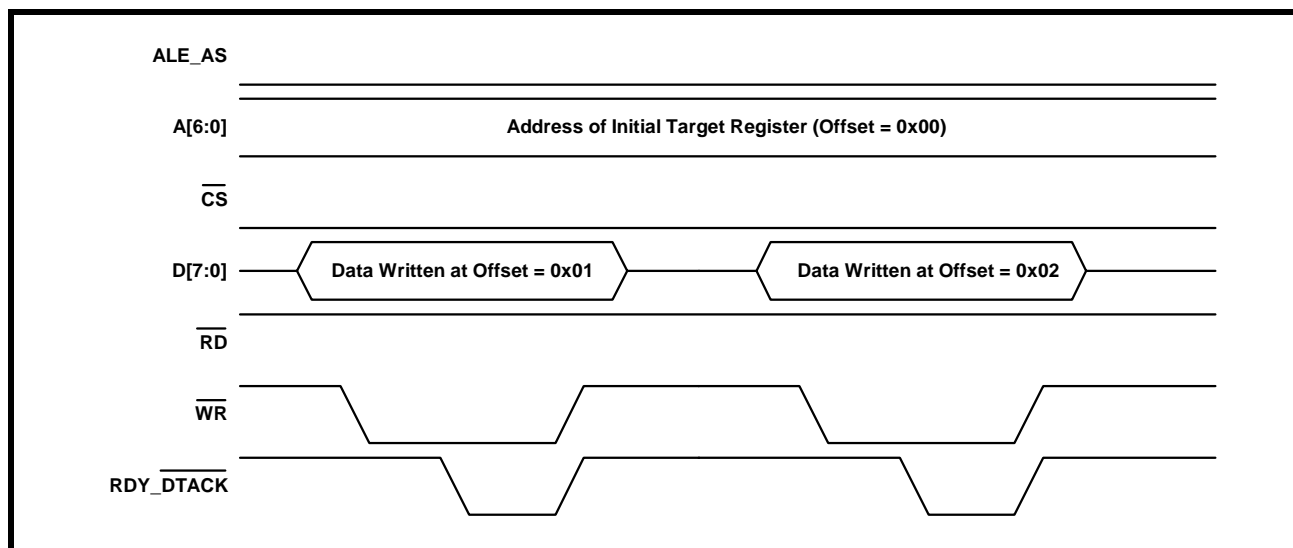 ALE_AS
A[6:0]
Address of Initial Target Register (Offset = 0x00)
CS
D[7:0]
Data Written at Offset = 0x01
Data Written at Offset = 0x02
RD
WR
RDY_DTACK